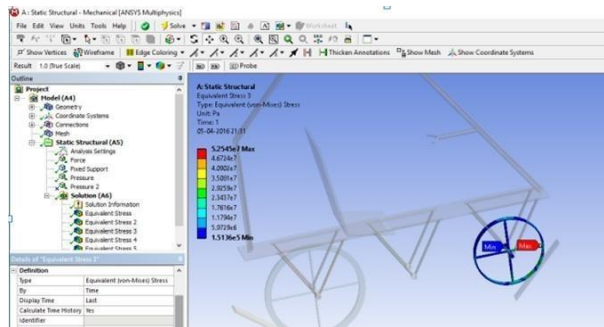 A : Static Structural - Mechanical [ANSYS Multiphysics]
File Edit View Units Tools Help Solve Worksheet
Show Vertices Wireframe Edge Coloring Thicken Annotations Show Mesh Show Coordinate Systems
Result 1.0 (True Scale) Probe
Outline
Project
Model (A4)
Geometry
Coordinate Systems
Connections
Mesh
Static Structural (A5)
Analysis Settings
Force
Fixed Support
Pressure
Pressure 2
Solution (A6)
Solution Information
Equivalent Stress
Equivalent Stress 2
Equivalent Stress 3
Equivalent Stress 4
Equivalent Stress 5
Details of "Equivalent Stress 3"
Definition
Type Equivalent (von-Mises) Stress
By Time
Display Time Last
Calculate Time History Yes
Identifier
A: Static Structural
Equivalent Stress 3
Type: Equivalent (von-Mises) Stress
Unit: Pa
Time: 1
05-04-2016 21:31
5.2545e7 Max
4.6724e7
4.0902e7
3.5081e7
2.9259e7
2.3437e7
1.7616e7
1.1794e7
5.9729e6
1.5136e5 Min
Min Max